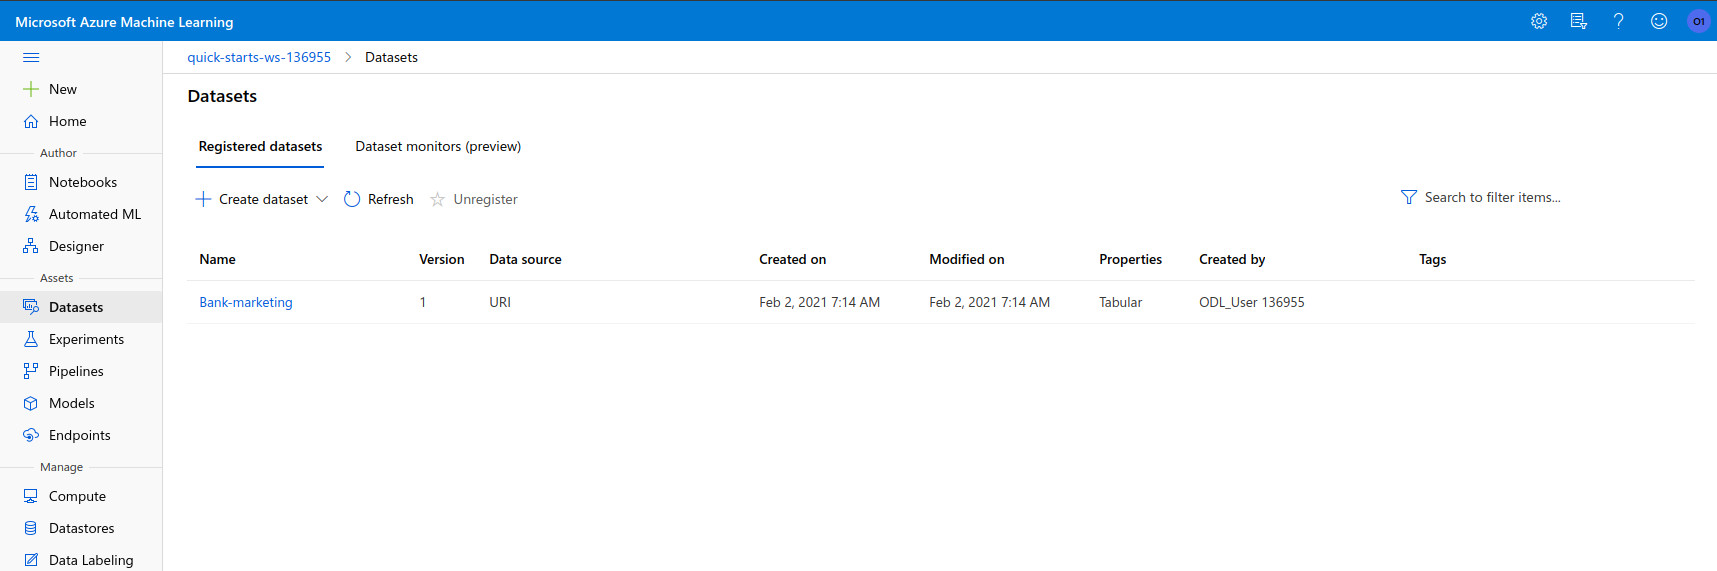 Microsoft Azure Machine Learning
O1
quick-starts-ws-136955 > Datasets
New
Home
Author
Notebooks
Automated ML
Designer
Assets
Datasets
Experiments
Pipelines
Models
Endpoints
Manage
Compute
Datastores
Data Labeling
Datasets
Registered datasets Dataset monitors (preview)
Create dataset Refresh Unregister Search to filter items...
Name Version Data source Created on Modified on Properties Created by Tags
Bank-marketing 1 URI Feb 2, 2021 7:14 AM Feb 2, 2021 7:14 AM Tabular ODL_User 136955